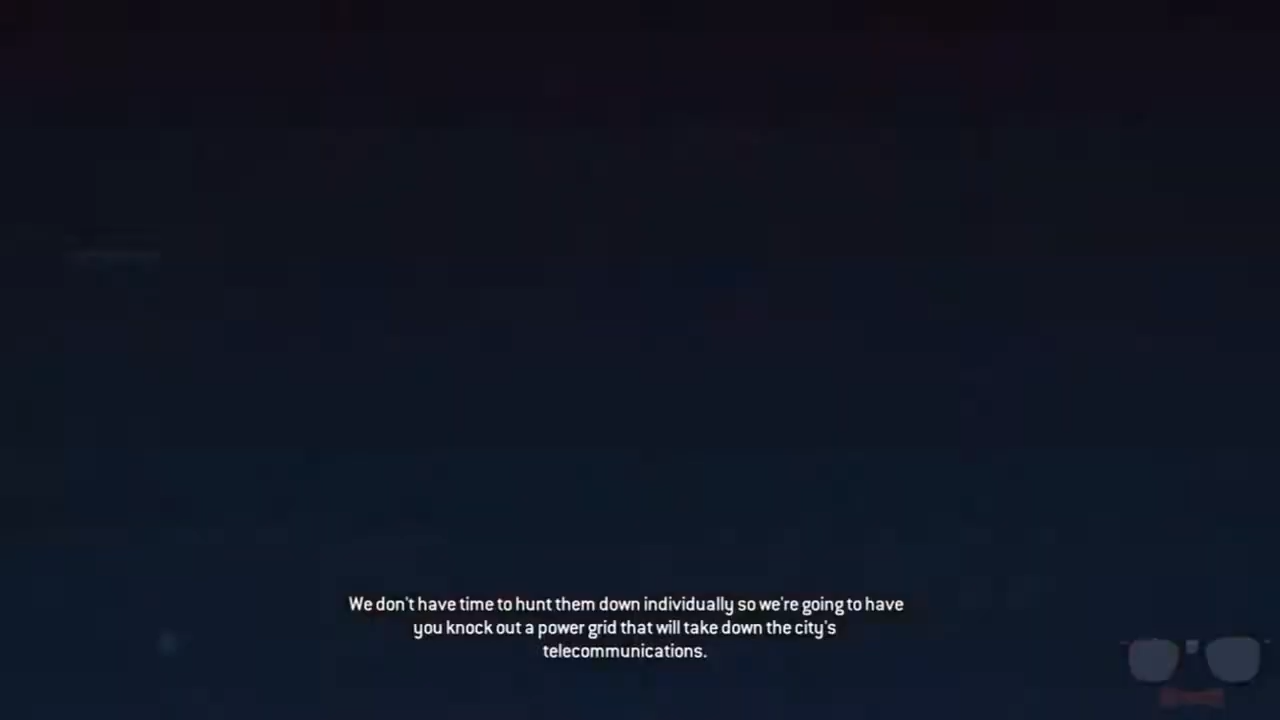 We don't have time to hunt them down individually so we're going to have
you knock out a power grid that will take down the city's
telecommunications.